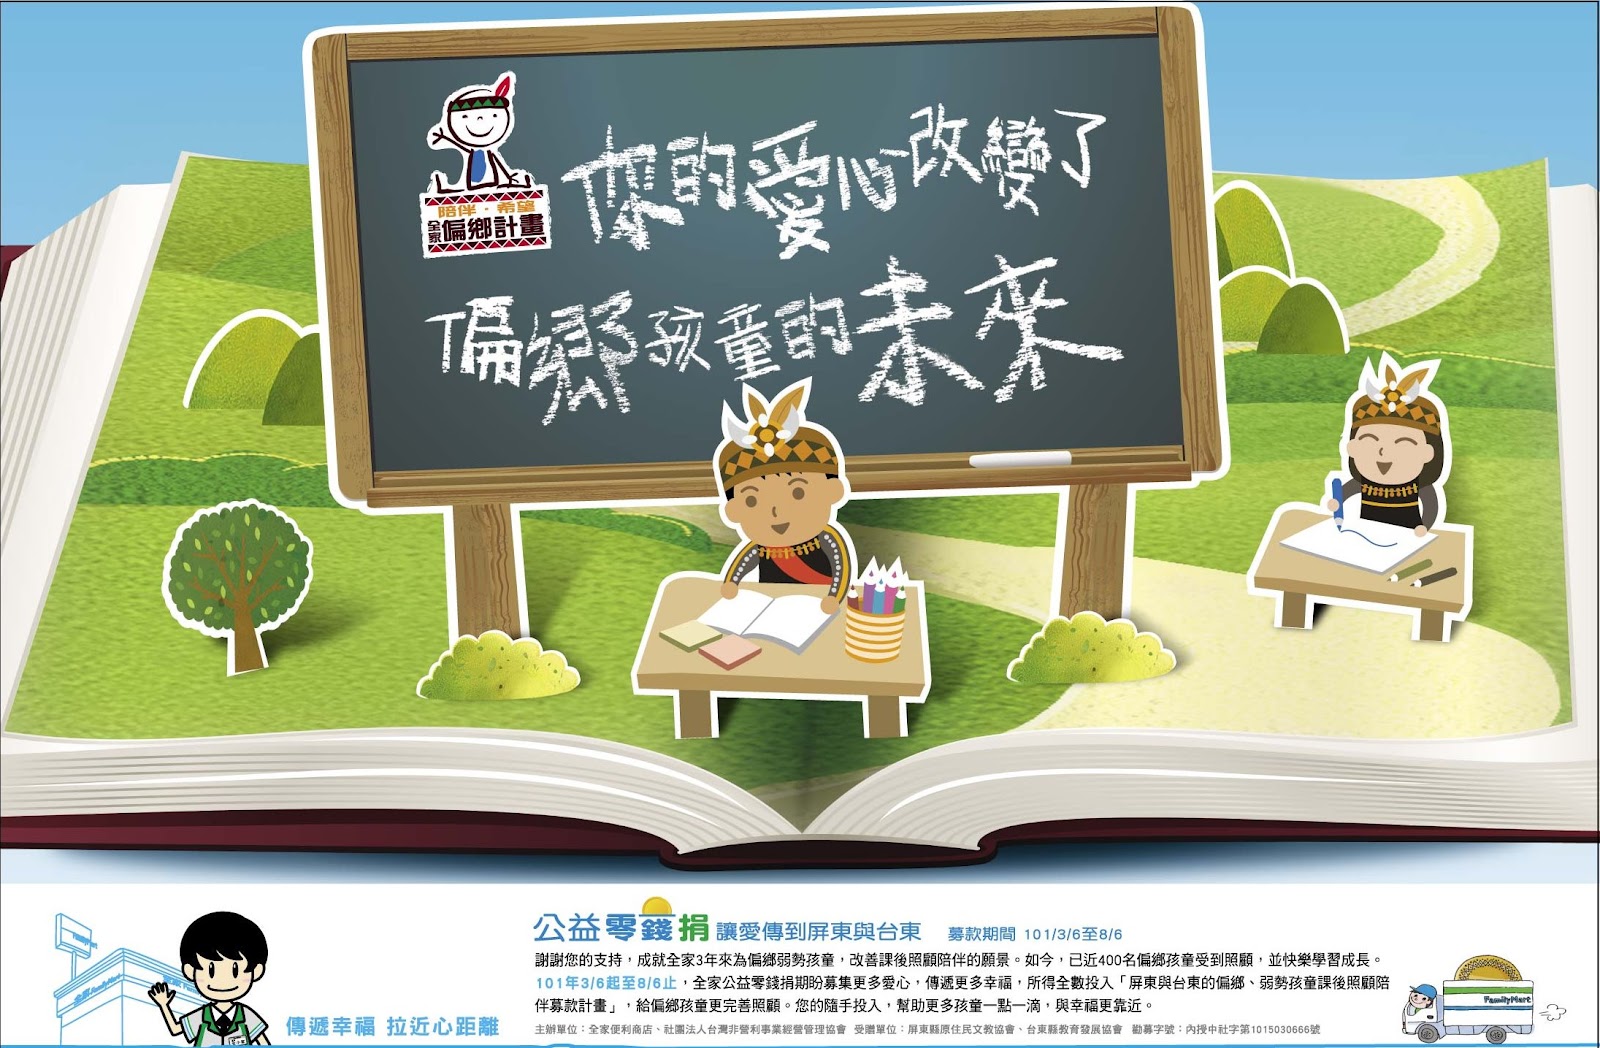 你的愛心改變了
陪伴・希望
全家偏鄉計畫
偏鄉孩童的未來
公益零錢捐 讓愛傳到屏東與台東 募款期間 101/3/6至8/6
謝謝您的支持，成就全家3年來為偏鄉弱勢孩童，改善課後照顧陪伴的願景。如今，已近400名偏鄉孩童受到照顧，並快樂學習成長。
101年3/6起至8/6止，全家公益零錢捐期盼募集更多愛心，傳遞更多幸福，所得全數投入「屏東與台東的偏鄉、弱勢孩童課後照顧陪
伴募款計畫」，給偏鄉孩童更完善照顧。您的隨手投入，幫助更多孩童一點一滴，與幸福更靠近。
主辦單位：全家便利商店、社團法人台灣非營利事業經營管理協會 受贈單位：屏東縣原住民文教協會、台東縣教育發展協會 勸募字號：內授中社字第1015030666號
傳遞幸福 拉近心距離
FamilyMart
FamilyMart
FamilyMart